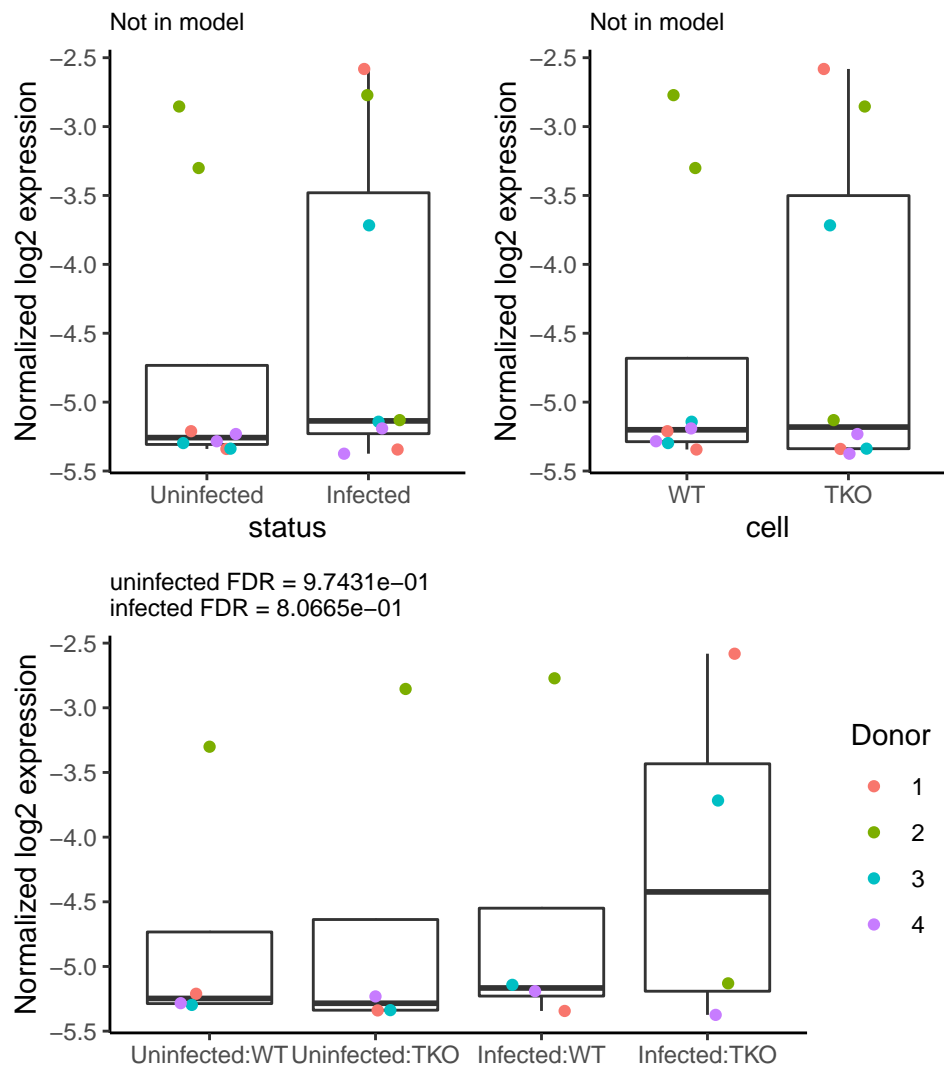 Not in model
Normalized log2 expression
−2.5
−3.0
−3.5
−4.0
−4.5
−5.0
−5.5
Uninfected Infected
status
Not in model
Normalized log2 expression
−2.5
−3.0
−3.5
−4.0
−4.5
−5.0
−5.5
WT TKO
cell
uninfected FDR = 9.7431e−01
infected FDR = 8.0665e−01
Normalized log2 expression
−2.5
−3.0
−3.5
−4.0
−4.5
−5.0
−5.5
Uninfected:WT Uninfected:TKO Infected:WT Infected:TKO
Donor
1
2
3
4